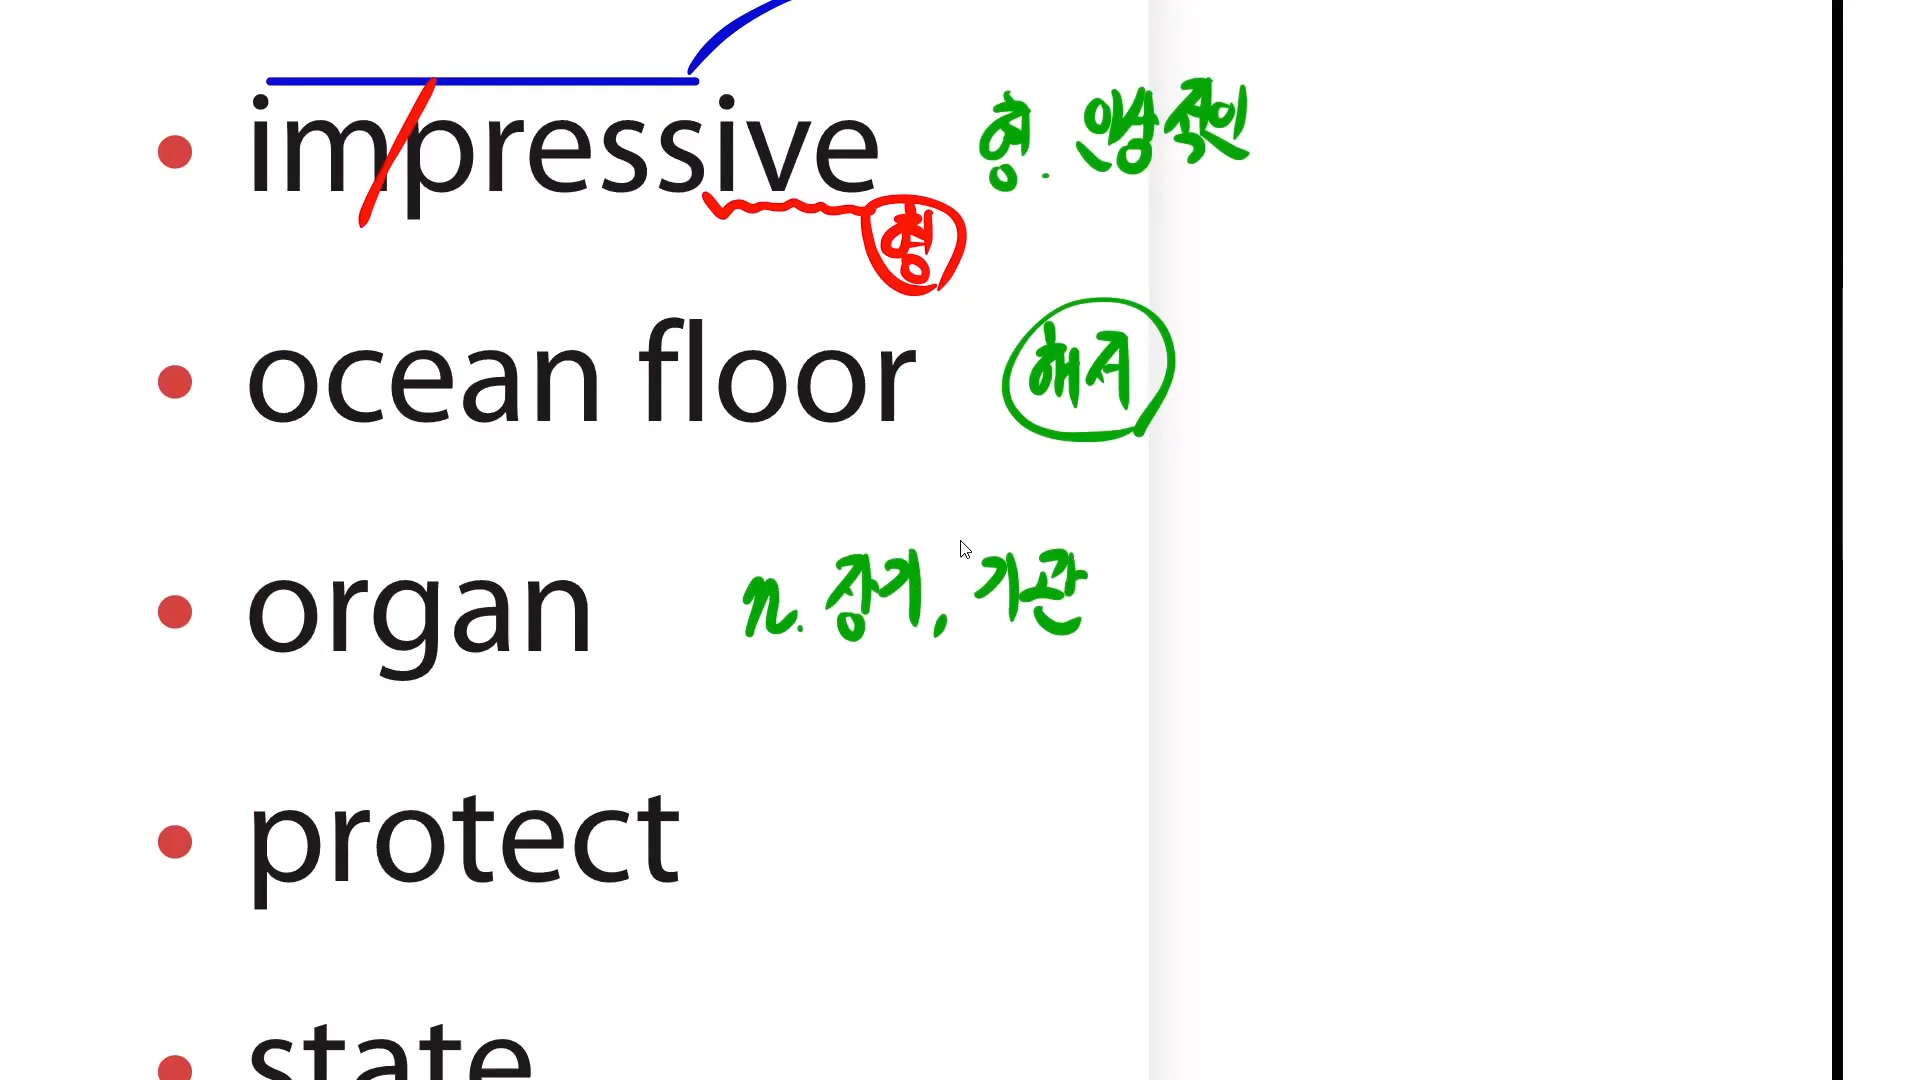 • impressive 형. 인상적인
형
• ocean floor 해저
• organ n. 장기, 기관
• protect
• state